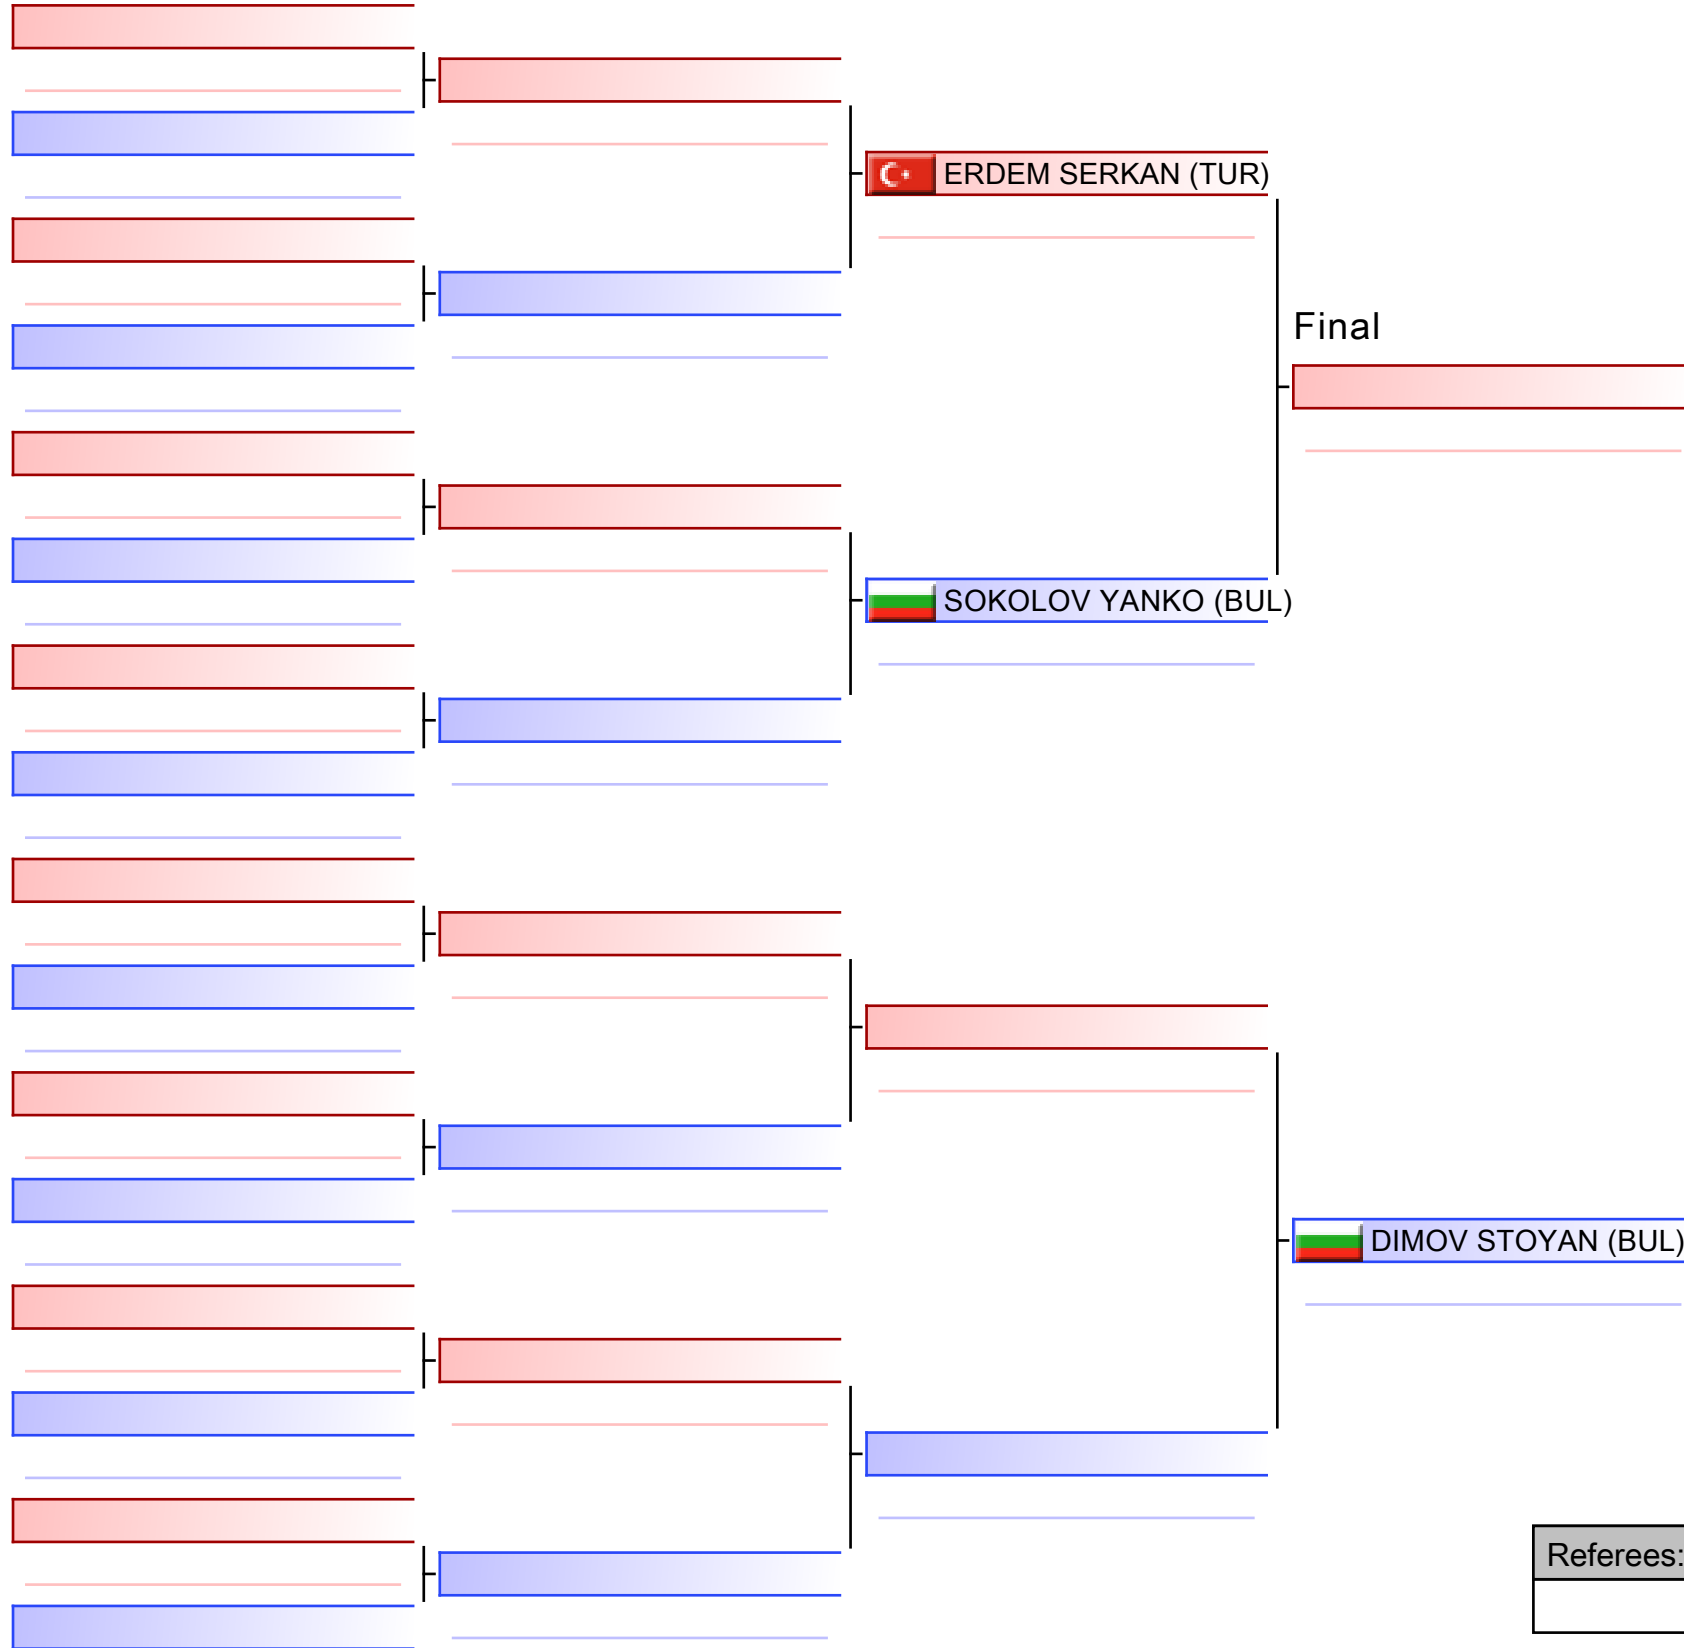 ERDEM SERKAN (TUR)
Final
SOKOLOV YANKO (BUL)
DIMOV STOYAN (BUL)
Referees: